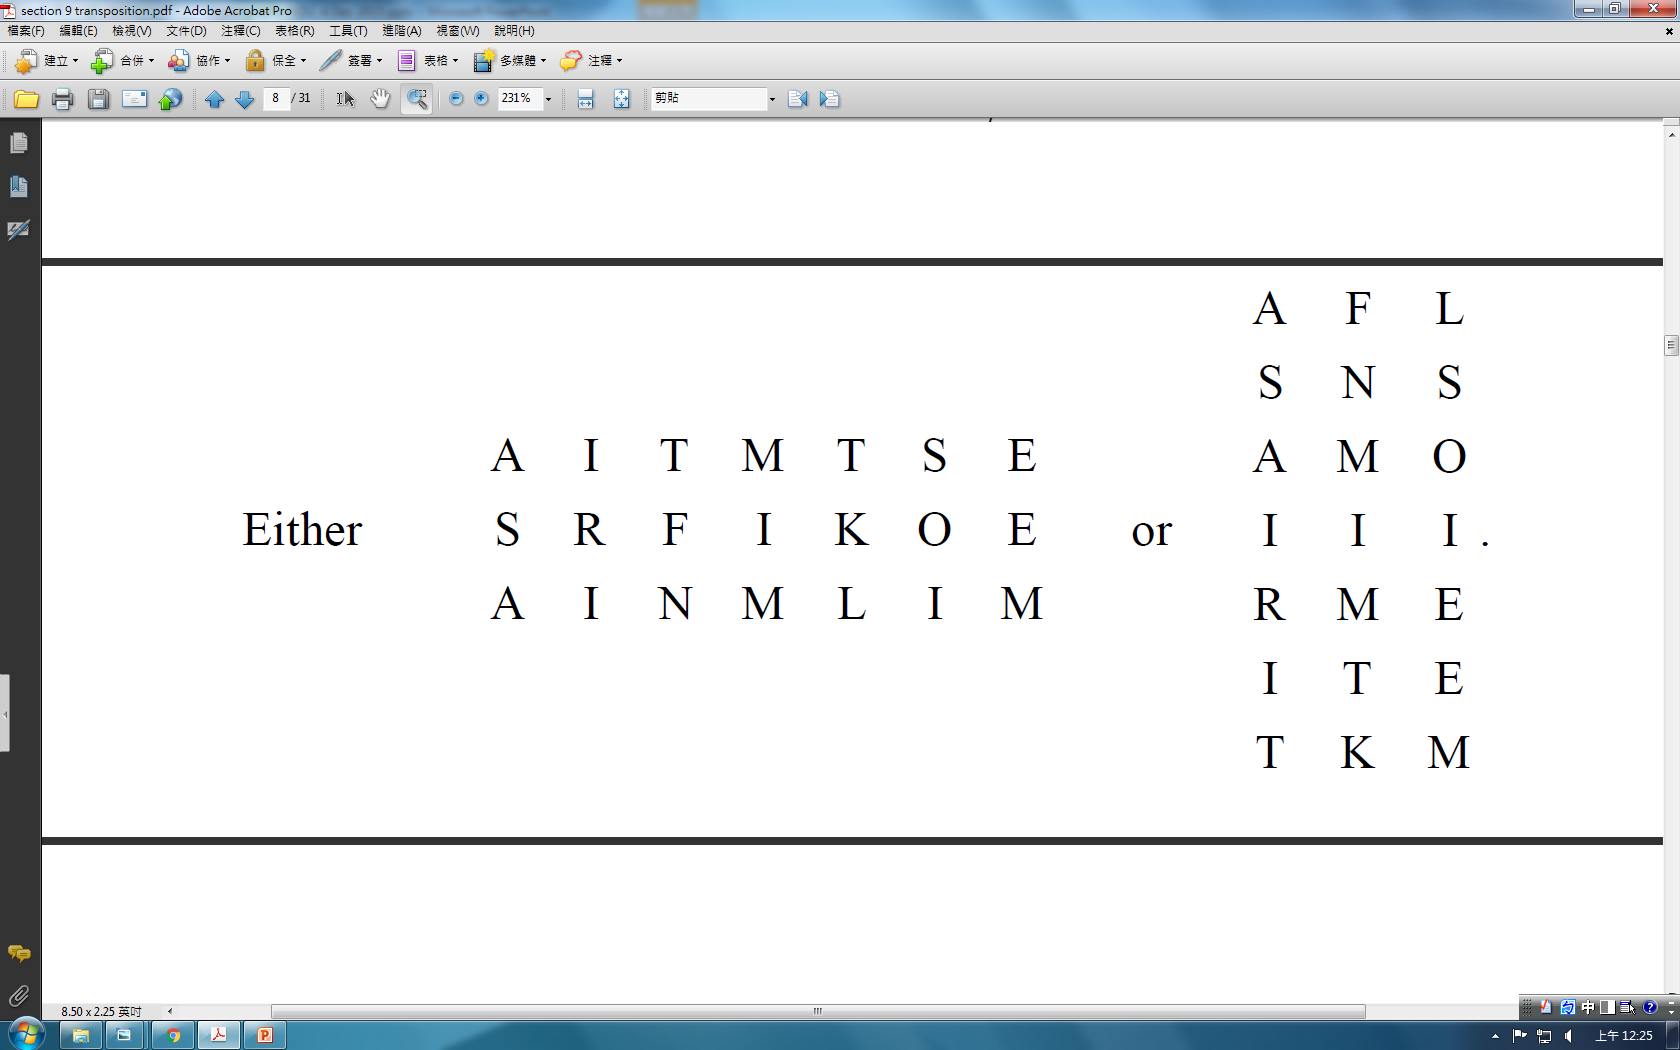 section 9 transposition.pdf - Adobe Acrobat Pro
檔案(F) 編輯(E) 檢視(V) 文件(D) 注釋(C) 表格(R) 工具(T) 進階(A) 視窗(W) 說明(H)
建立 合併 協作 保全 簽署 表格 多媒體 注釋
8 / 31 231% 剪貼
A F L
S N S
A I T M T S E A M O
Either S R F I K O E or I I I .
A I N M L I M R M E
I T E
T K M
8.50 x 2.25 英吋
中
上午 12:25